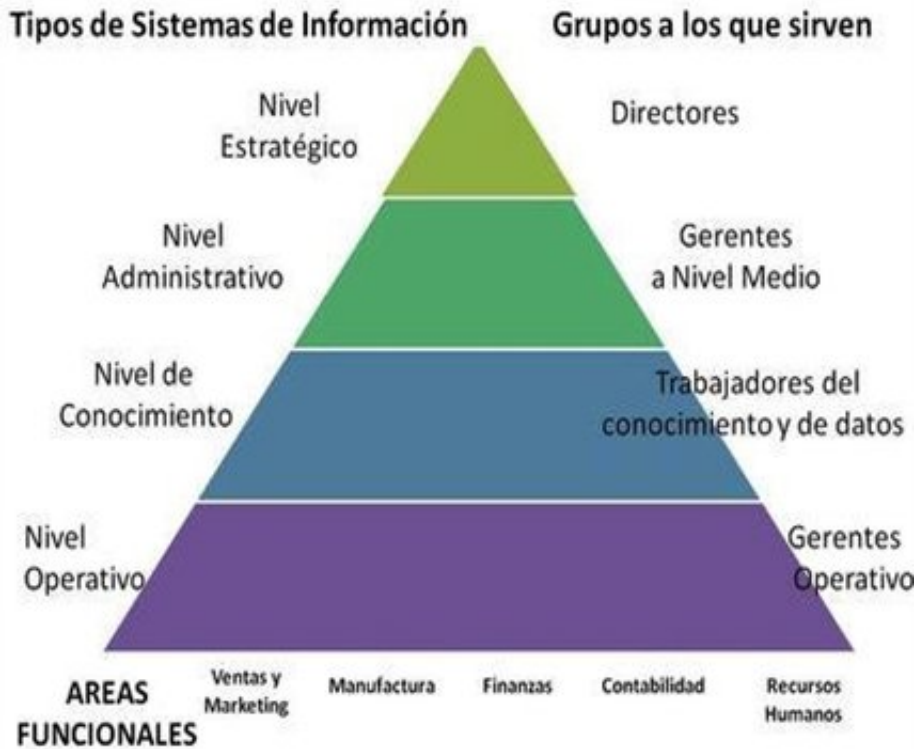 Tipos de Sistemas de Información
Grupos a los que sirven
Nivel
Estratégico
Directores
Nivel
Administrativo
Gerentes
a Nivel Medio
Nivel de
Conocimiento
Trabajadores del
conocimiento y de datos
Nivel
Operativo
Gerentes
Operativo
AREAS
FUNCIONALES
Ventas y
Marketing
Manufactura
Finanzas
Contabilidad
Recursos
Humanos